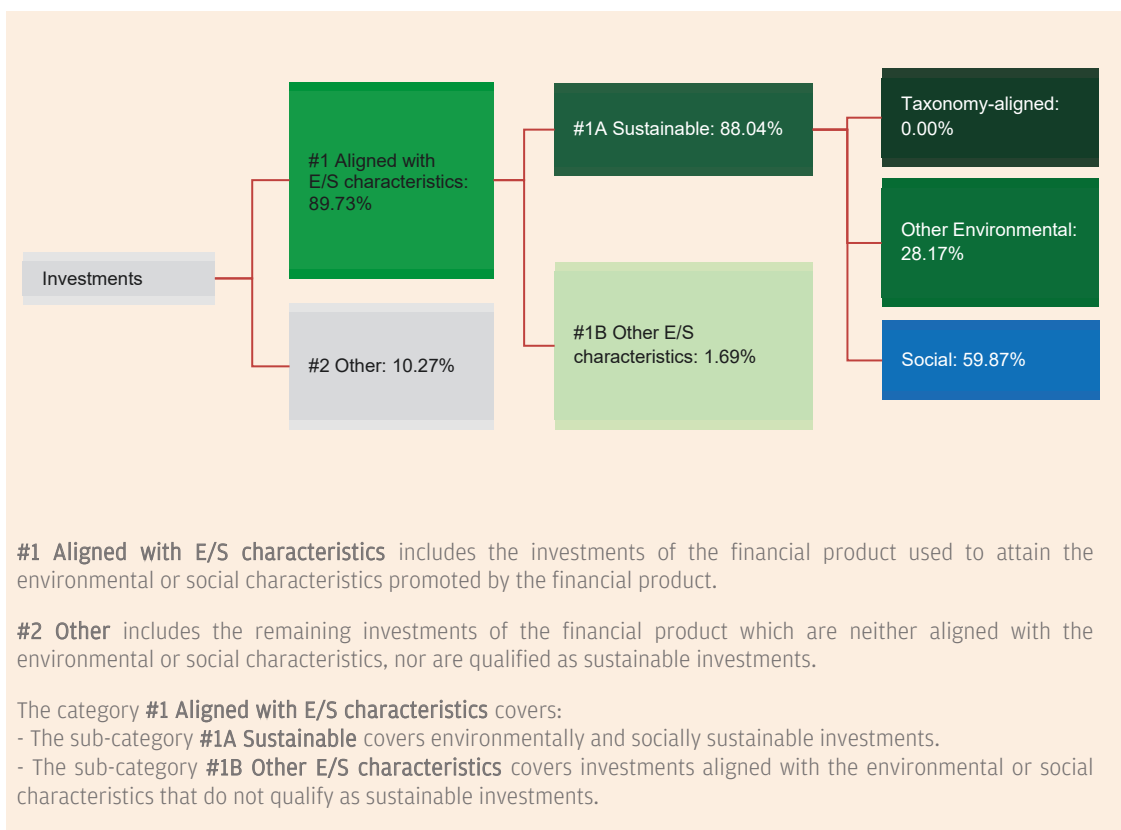 Investments
#1 Aligned with
E/S characteristics:
89.73%
#2 Other: 10.27%
#1A Sustainable: 88.04%
#1B Other E/S
characteristics: 1.69%
Taxonomy-aligned:
0.00%
Other Environmental:
28.17%
Social: 59.87%
#1 Aligned with E/S characteristics includes the investments of the financial product used to attain the
environmental or social characteristics promoted by the financial product.
#2 Other includes the remaining investments of the financial product which are neither aligned with the
environmental or social characteristics, nor are qualified as sustainable investments.
The category #1 Aligned with E/S characteristics covers:
- The sub-category #1A Sustainable covers environmentally and socially sustainable investments.
- The sub-category #1B Other E/S characteristics covers investments aligned with the environmental or social
characteristics that do not qualify as sustainable investments.